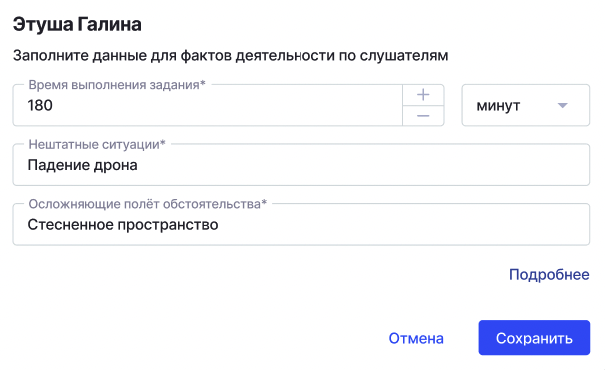 Этуша Галина
Заполните данные для фактов деятельности по слушателям
Время выполнения задания*
180
минут
Нештатные ситуации*
Падение дрона
Осложняющие полёт обстоятельства*
Стесненное пространство
Подробнее
Отмена
Сохранить